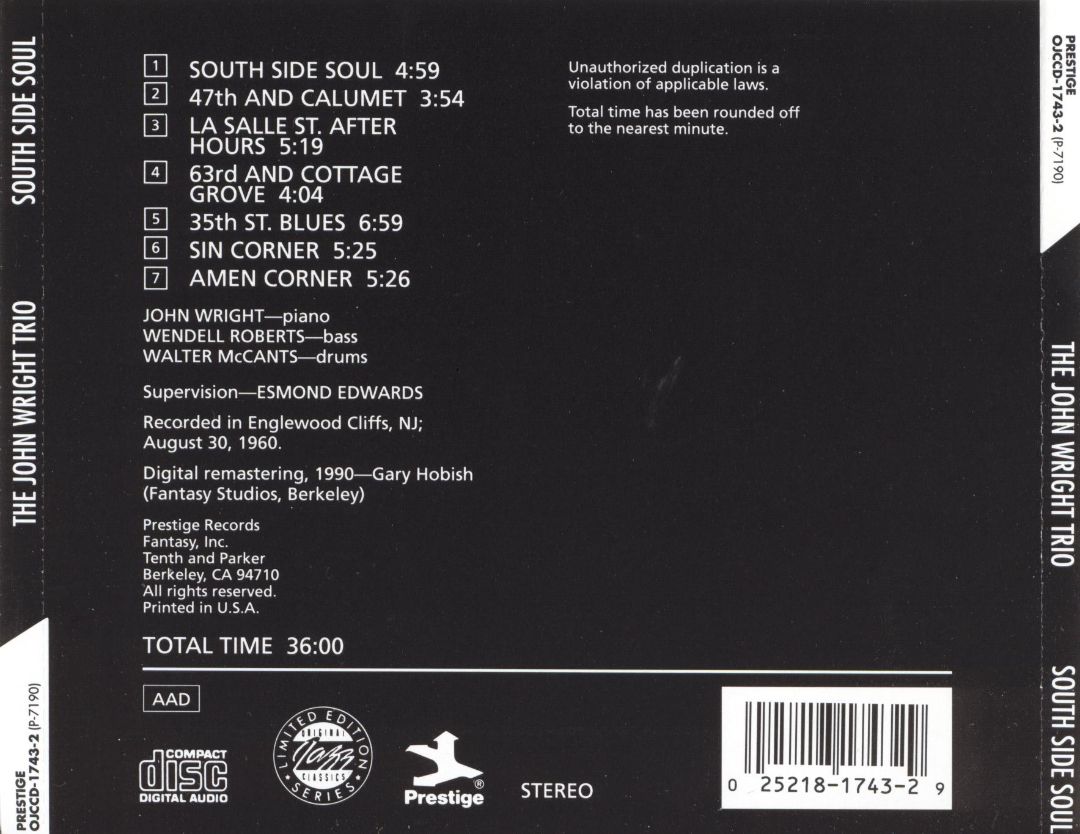 SOUTH SIDE SOUL
THE JOHN WRIGHT TRIO
PRESTIGE
OJCCD-1743-2 (P-7190)
1 SOUTH SIDE SOUL 4:59
2 47th AND CALUMET 3:54
3 LA SALLE ST. AFTER
HOURS 5:19
4 63rd AND COTTAGE
GROVE 4:04
5 35th ST. BLUES 6:59
6 SIN CORNER 5:25
7 AMEN CORNER 5:26
JOHN WRIGHT—piano
WENDELL ROBERTS—bass
WALTER McCANTS—drums
Supervision—ESMOND EDWARDS
Recorded in Englewood Cliffs, NJ;
August 30, 1960.
Digital remastering, 1990—Gary Hobish
(Fantasy Studios, Berkeley)
Prestige Records
Fantasy, Inc.
Tenth and Parker
Berkeley, CA 94710
All rights reserved.
Printed in U.S.A.
TOTAL TIME 36:00
Unauthorized duplication is a
violation of applicable laws.
Total time has been rounded off
to the nearest minute.
AAD
COMPACT
disc
DIGITAL AUDIO
LIMITED EDITION
ORIGINAL
Jazz
CLASSICS
SERIES
Prestige®
STEREO
0 25218-1743-2 9
PRESTIGE
OJCCD-1743-2 (P-7190)
THE JOHN WRIGHT TRIO
SOUTH SIDE SOUL